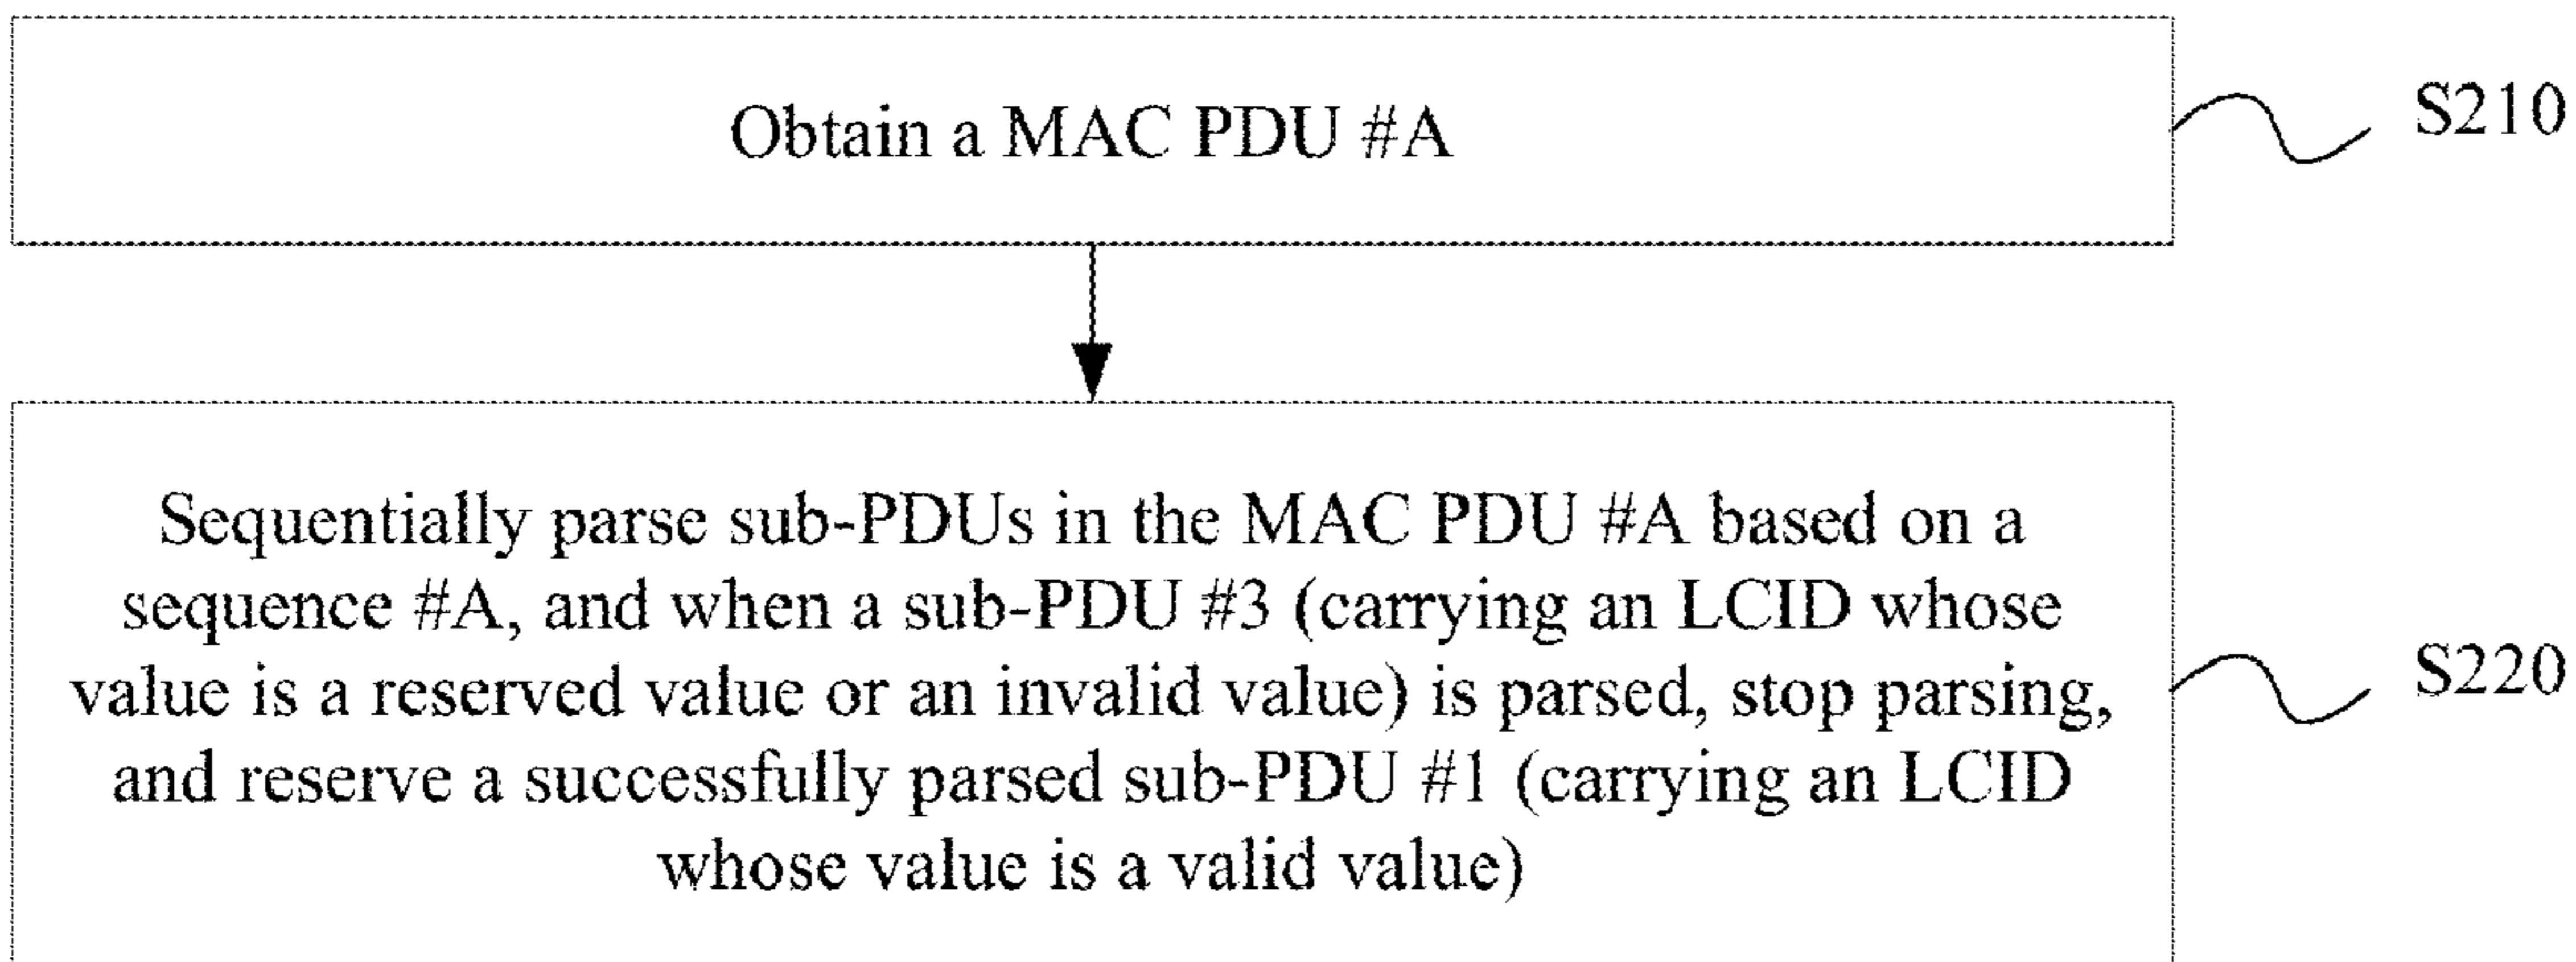 Obtain a MAC PDU #A
S210
Sequentially parse sub-PDUs in the MAC PDU #A based on a
sequence #A, and when a sub-PDU #3 (carrying an LCID whose
value is a reserved value or an invalid value) is parsed, stop parsing,
and reserve a successfully parsed sub-PDU #1 (carrying an LCID
whose value is a valid value)
S220